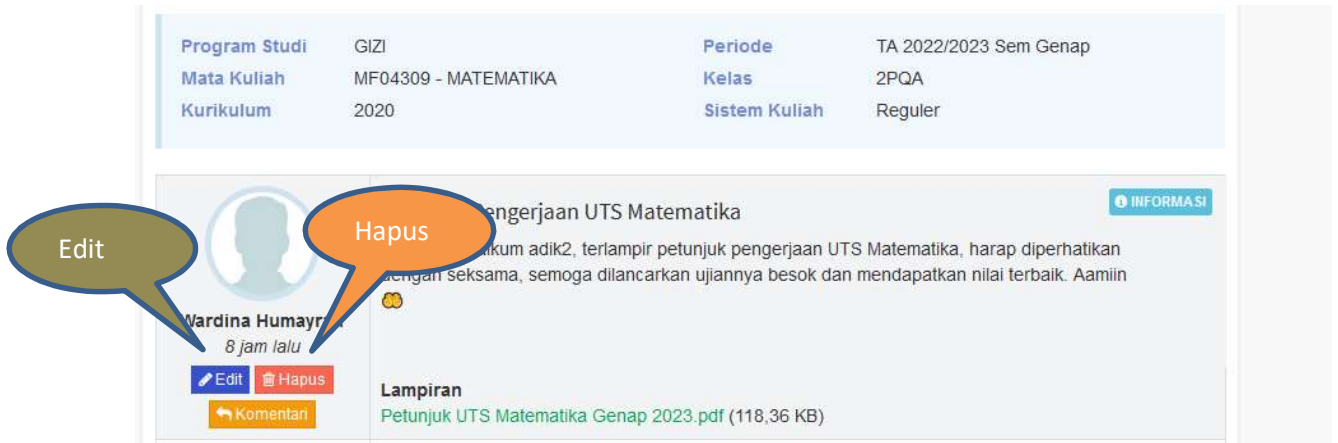 Program Studi GIZI Periode TA 2022/2023 Sem Genap
Mata Kuliah MF04309 - MATEMATIKA Kelas 2PQA
Kurikulum 2020 Sistem Kuliah Reguler
INFORMASI
Pengerjaan UTS Matematika
Edit
Hapus
adik2, terlampir petunjuk pengerjaan UTS Matematika, harap diperhatikan
dengan seksama, semoga dilancarkan ujiannya besok dan mendapatkan nilai terbaik. Aamiin
Wardina
8 jam lalu
Edit Hapus
Komentari
Lampiran
Petunjuk UTS Matematika Genap 2023.pdf (118,36 KB)